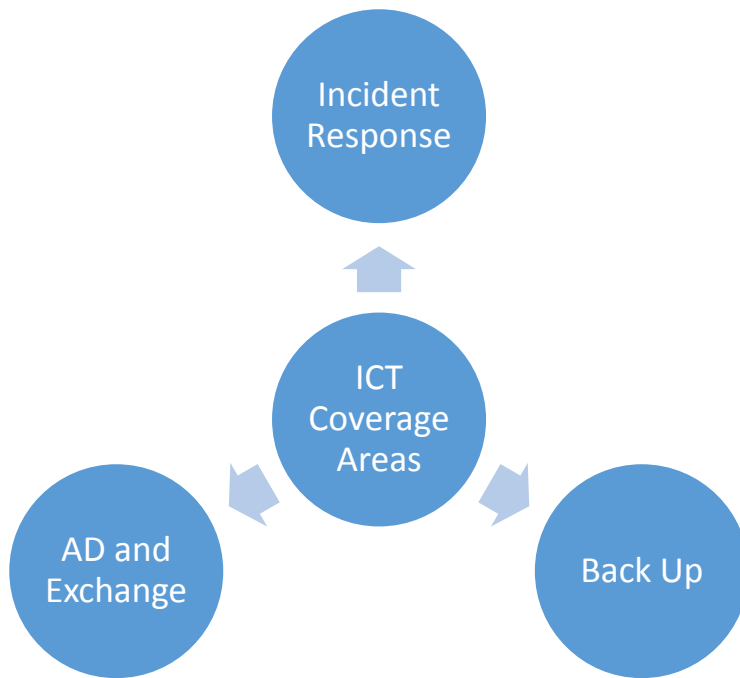 Incident
Response
ICT
Coverage
Areas
AD and
Exchange
Back Up